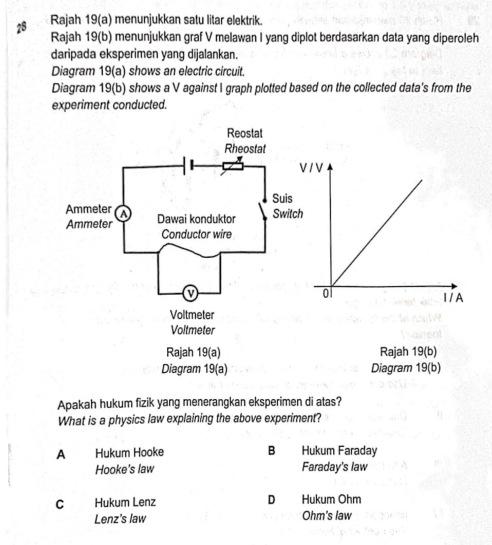 28
Rajah 19(a) menunjukkan satu litar elektrik.
Rajah 19(b) menunjukkan graf V melawan I yang diplot berdasarkan data yang diperoleh
daripada eksperimen yang dijalankan.
Diagram 19(a) shows an electric circuit.
Diagram 19(b) shows a V against I graph plotted based on the collected data's from the
experiment conducted.
Reostat
Rheostat
V / V
Suis
Switch
Ammeter
Ammeter
A
Dawai konduktor
Conductor wire
V
0
I / A
Voltmeter
Voltmeter
Rajah 19(a)
Diagram 19(a)
Rajah 19(b)
Diagram 19(b)
Apakah hukum fizik yang menerangkan eksperimen di atas?
What is a physics law explaining the above experiment?
A Hukum Hooke
Hooke's law
B Hukum Faraday
Faraday's law
C Hukum Lenz
Lenz's law
D Hukum Ohm
Ohm's law